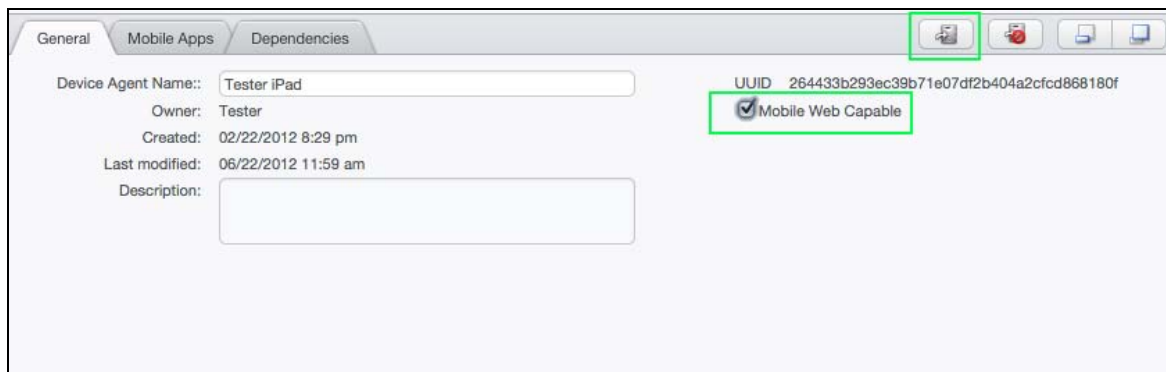 General Mobile Apps Dependencies
Device Agent Name:: Tester iPad UUID 264433b293ec39b71e07df2b404a2cfcd868180f
Owner: Tester Mobile Web Capable
Created: 02/22/2012 8:29 pm
Last modified: 06/22/2012 11:59 am
Description: